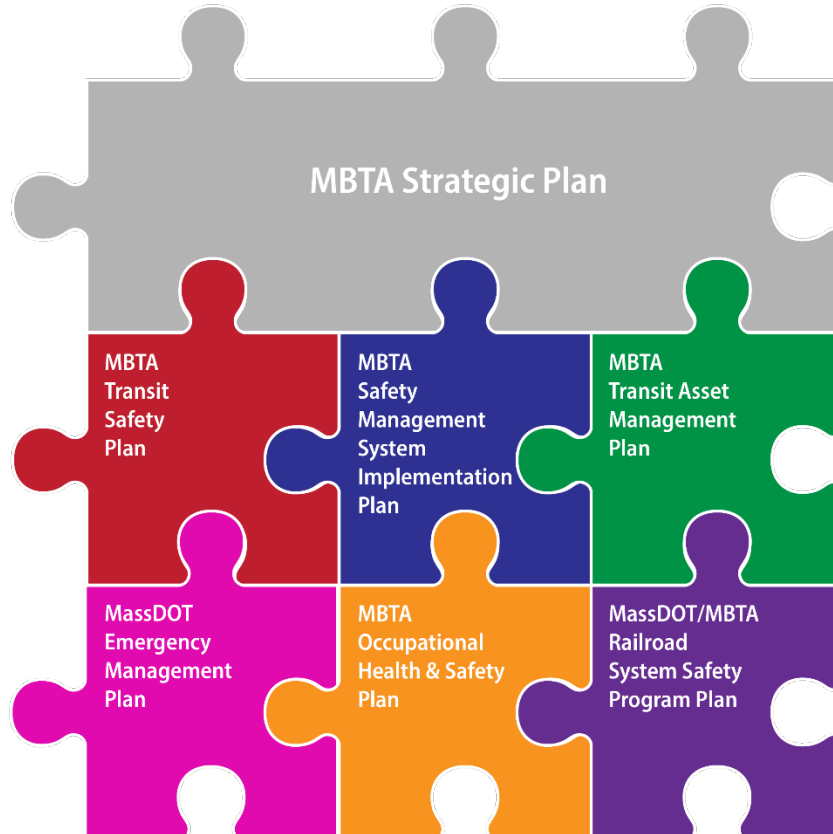 MBTA Strategic Plan
MBTA
Transit
Safety
Plan
MBTA
Safety
Management
System
Implementation
Plan
MBTA
Transit Asset
Management
Plan
MassDOT
Emergency
Management
Plan
MBTA
Occupational
Health & Safety
Plan
MassDOT/MBTA
Railroad
System Safety
Program Plan